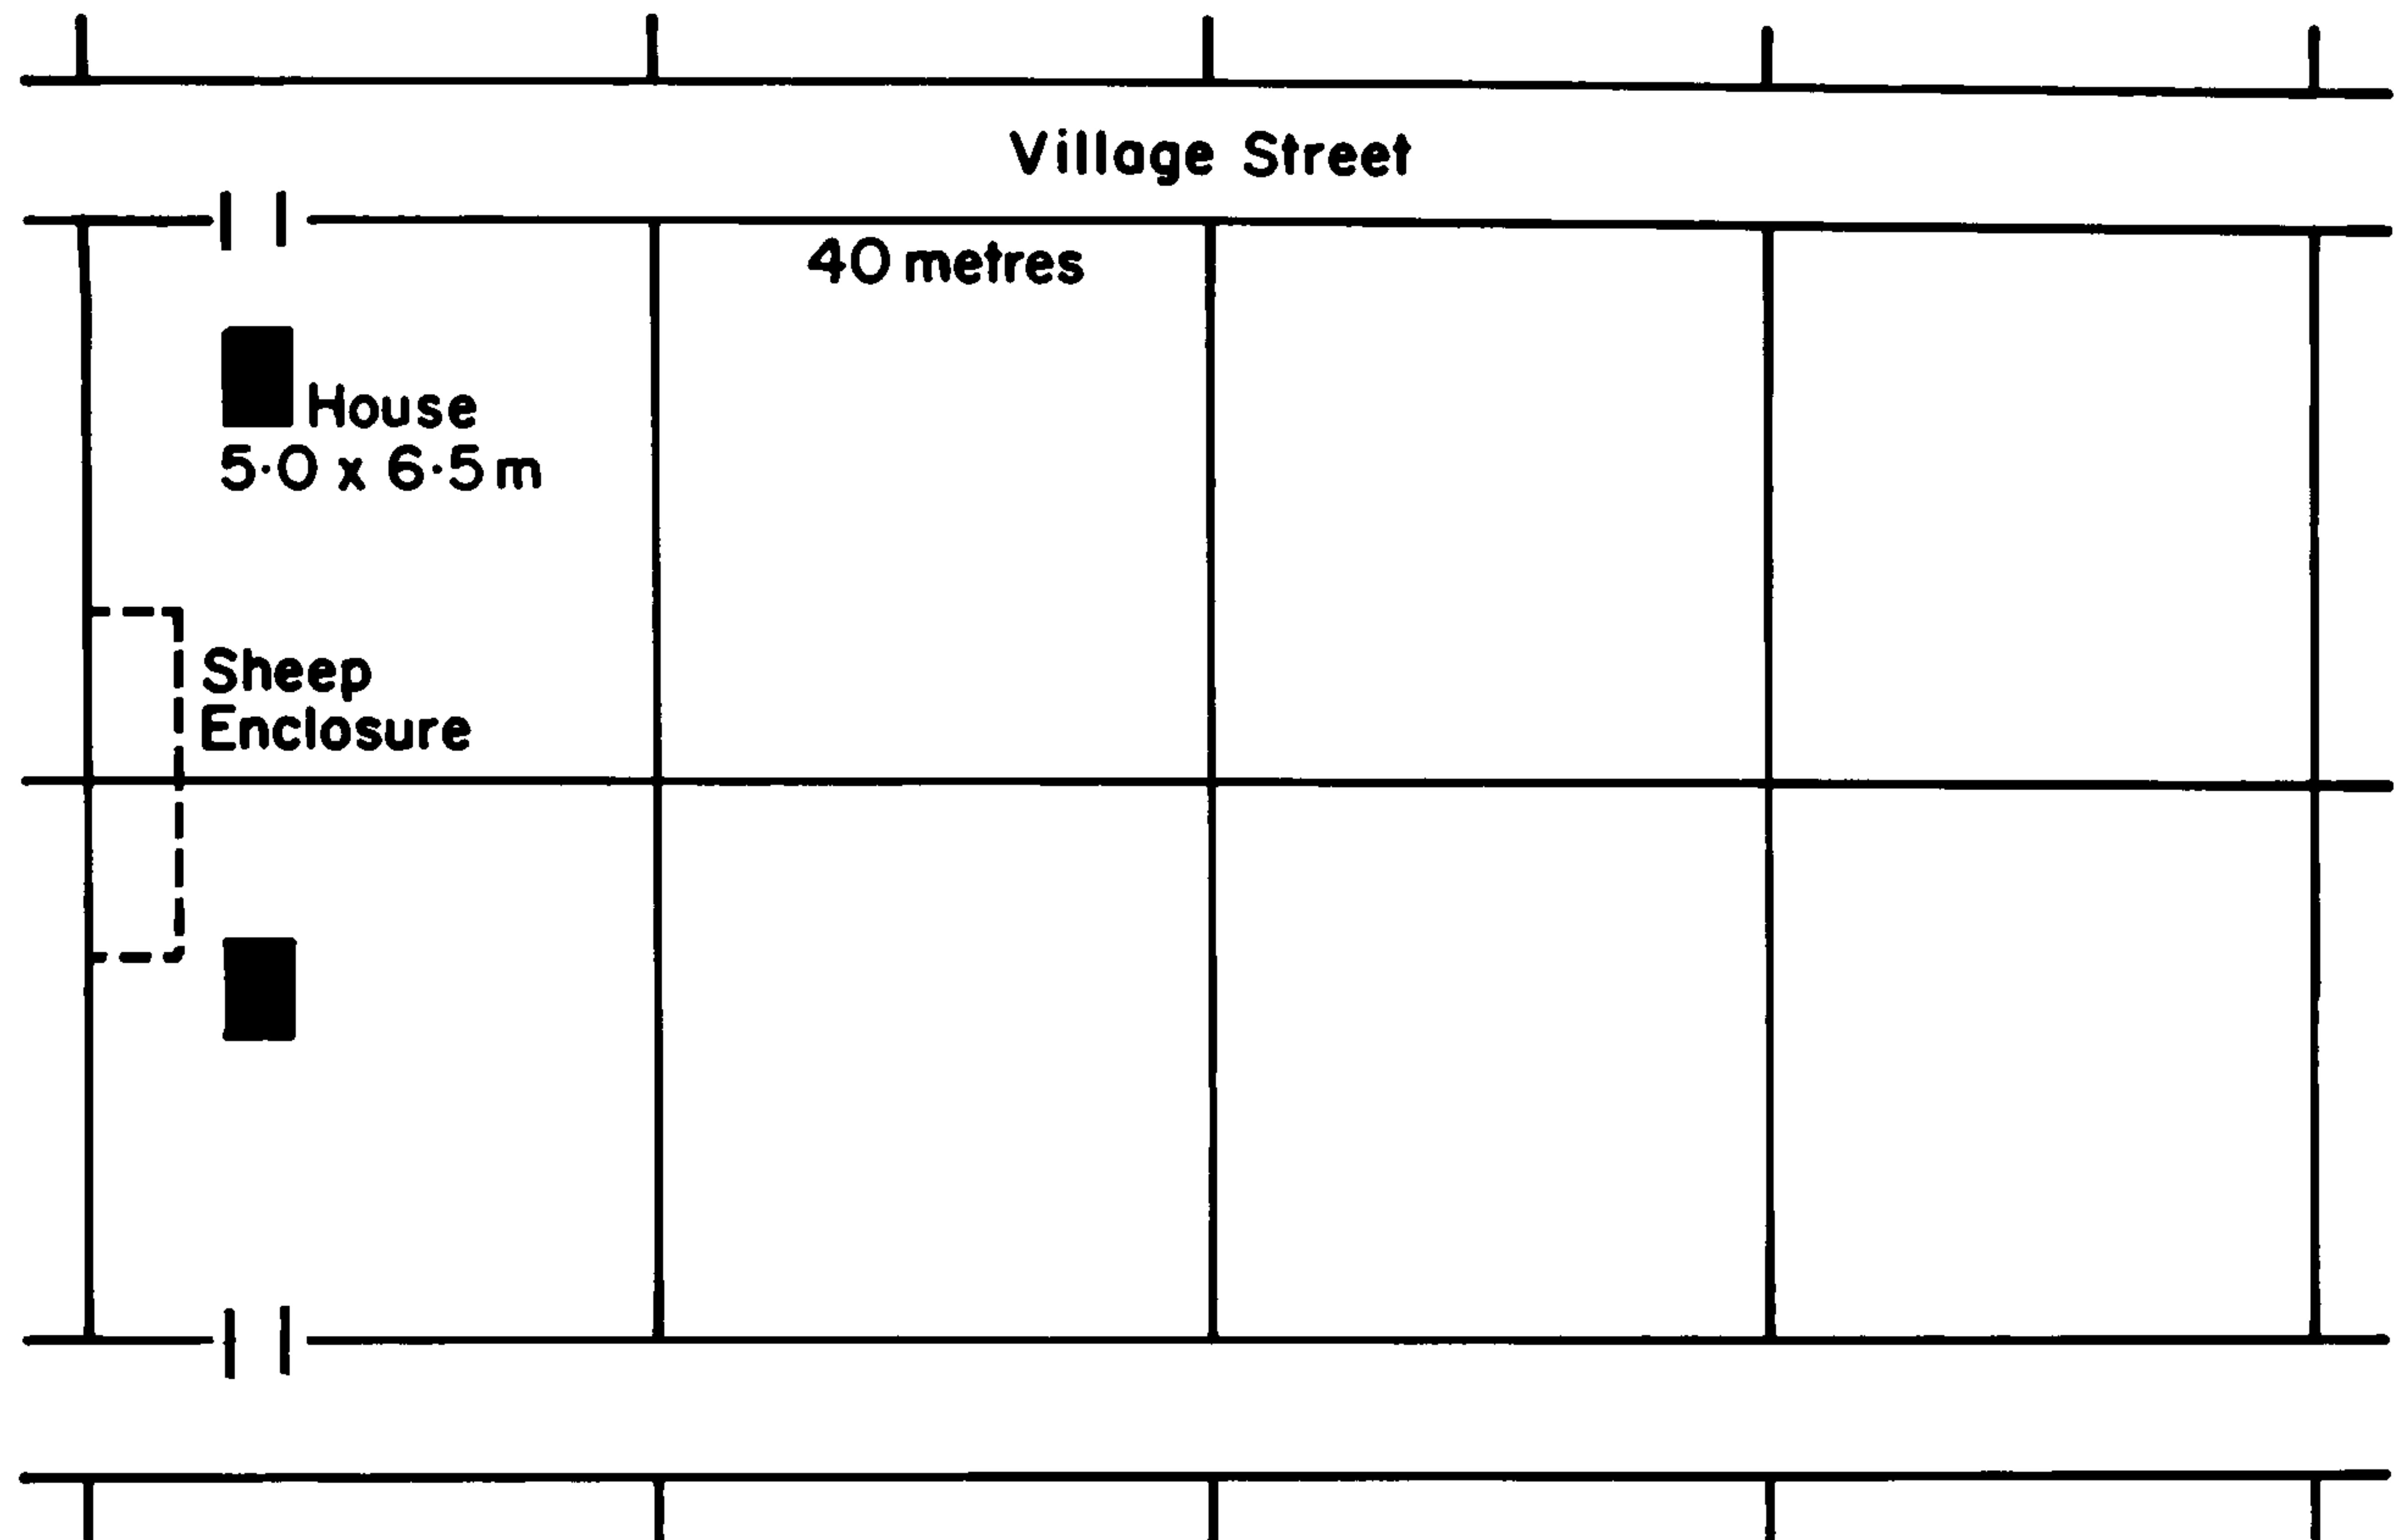 Village Street
40 metres
House
5·0 x 6·5 m
Sheep
Enclosure